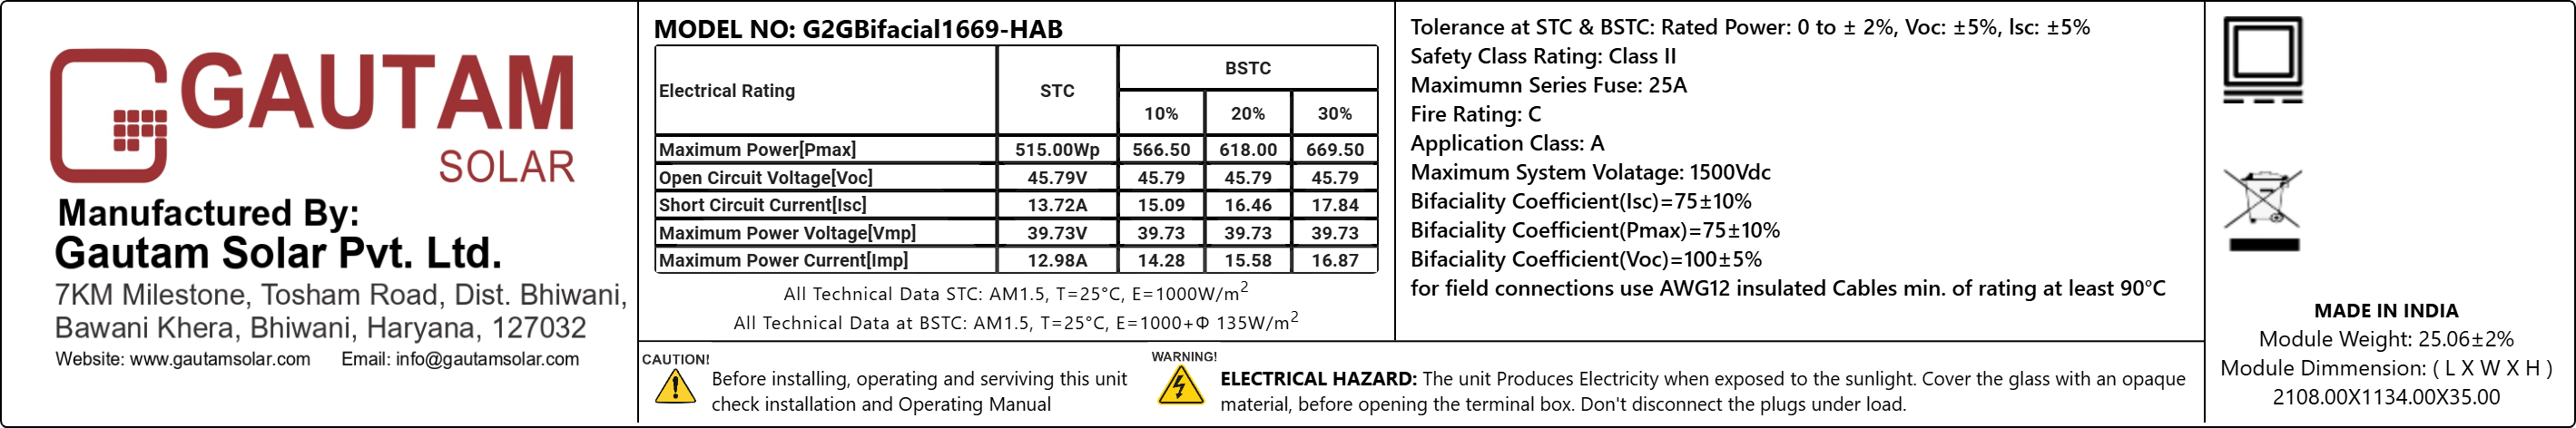 GAUTAM
SOLAR
Manufactured By:
Gautam Solar Pvt. Ltd.
7KM Milestone, Tosham Road, Dist. Bhiwani,
Bawani Khera, Bhiwani, Haryana, 127032
Website: www.gautamsolar.com Email: info@gautamsolar.com
MODEL NO: G2GBifacial1669-HAB
Electrical Rating STC BSTC
10% 20% 30%
Maximum Power[Pmax] 515.00Wp 566.50 618.00 669.50
Open Circuit Voltage[Voc] 45.79V 45.79 45.79 45.79
Short Circuit Current[Isc] 13.72A 15.09 16.46 17.84
Maximum Power Voltage[Vmp] 39.73V 39.73 39.73 39.73
Maximum Power Current[Imp] 12.98A 14.28 15.58 16.87
All Technical Data STC: AM1.5, T=25°C, E=1000W/m²
All Technical Data at BSTC: AM1.5, T=25°C, E=1000+Φ 135W/m²
Tolerance at STC & BSTC: Rated Power: 0 to ± 2%, Voc: ±5%, Isc: ±5%
Safety Class Rating: Class II
Maximumn Series Fuse: 25A
Fire Rating: C
Application Class: A
Maximum System Volatage: 1500Vdc
Bifaciality Coefficient(Isc)=75±10%
Bifaciality Coefficient(Pmax)=75±10%
Bifaciality Coefficient(Voc)=100±5%
for field connections use AWG12 insulated Cables min. of rating at least 90°C
CAUTION!
Before installing, operating and serviving this unit
check installation and Operating Manual
WARNING!
ELECTRICAL HAZARD: The unit Produces Electricity when exposed to the sunlight. Cover the glass with an opaque
material, before opening the terminal box. Don't disconnect the plugs under load.
MADE IN INDIA
Module Weight: 25.06±2%
Module Dimmension: ( L X W X H )
2108.00X1134.00X35.00